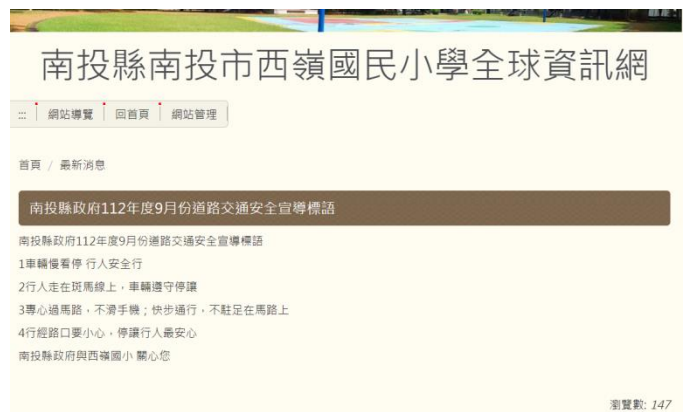 南投縣南投市西嶺國民小學全球資訊網
::: 網站導覽 回首頁 網站管理
首頁 / 最新消息
南投縣政府112年度9月份道路交通安全宣導標語
南投縣政府112年度9月份道路交通安全宣導標語
1車輛慢看停 行人安全行
2行人走在斑馬線上，車輛遵守停讓
3專心過馬路，不滑手機；快步通行，不駐足在馬路上
4行經路口要小心，停讓行人最安心
南投縣政府與西嶺國小 關心您
瀏覽數: 147